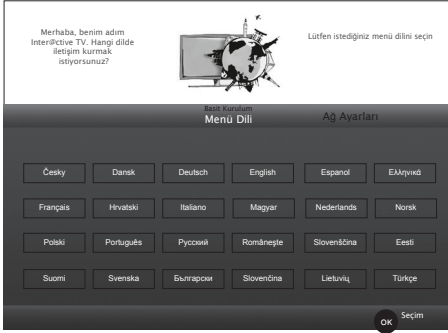 Merhaba, benim adım
Inter@ctive TV. Hangi dilde
iletişim kurmak
istiyorsunuz?
Lütfen istediğiniz menü dilini seçin
Basit Kurulum
Menü Dili
Ağ Ayarları
Česky Dansk Deutsch English Espanol Ελληνικά
Français Hrvatski Italiano Magyar Nederlands Norsk
Polski Português Русский Româneşte Slovenščina Eesti
Suomi Svenska Български Slovenčina Lietuvių Türkçe
OK Seçim